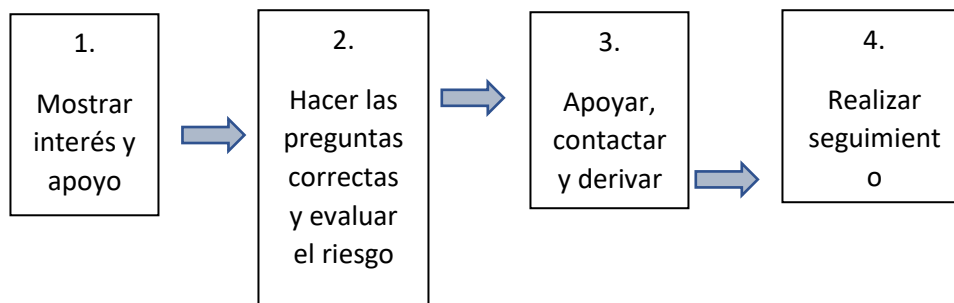 1.
Mostrar
interés y
apoyo
2.
Hacer las
preguntas
correctas
y evaluar
el riesgo
3.
Apoyar,
contactar
y derivar
4.
Realizar
seguimient
o